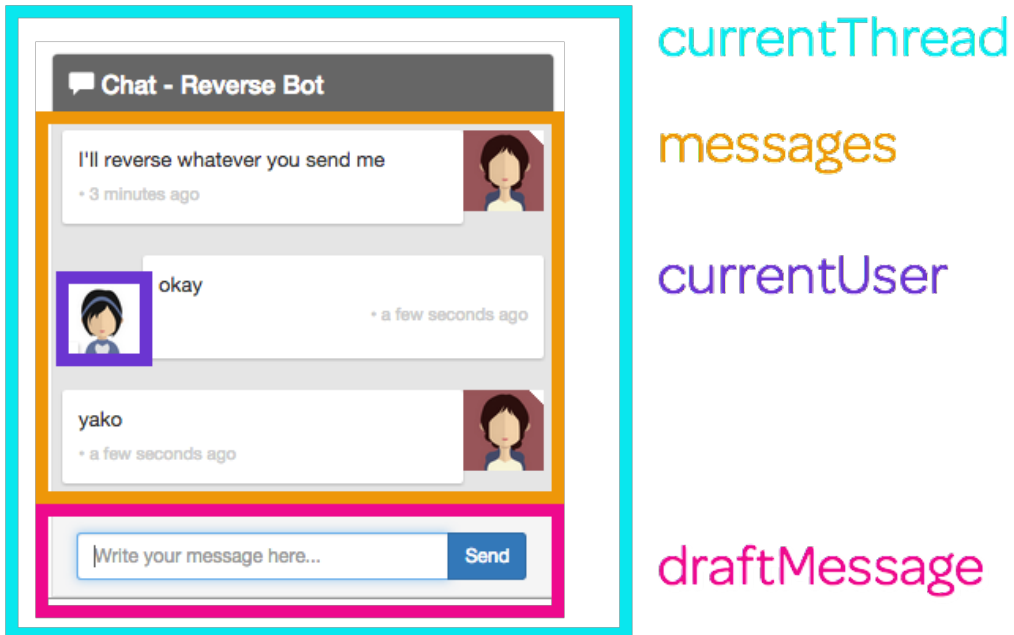 currentThread
Chat - Reverse Bot
messages
I'll reverse whatever you send me
• 3 minutes ago
currentUser
okay
• a few seconds ago
yako
• a few seconds ago
Write your message here...
Send
draftMessage